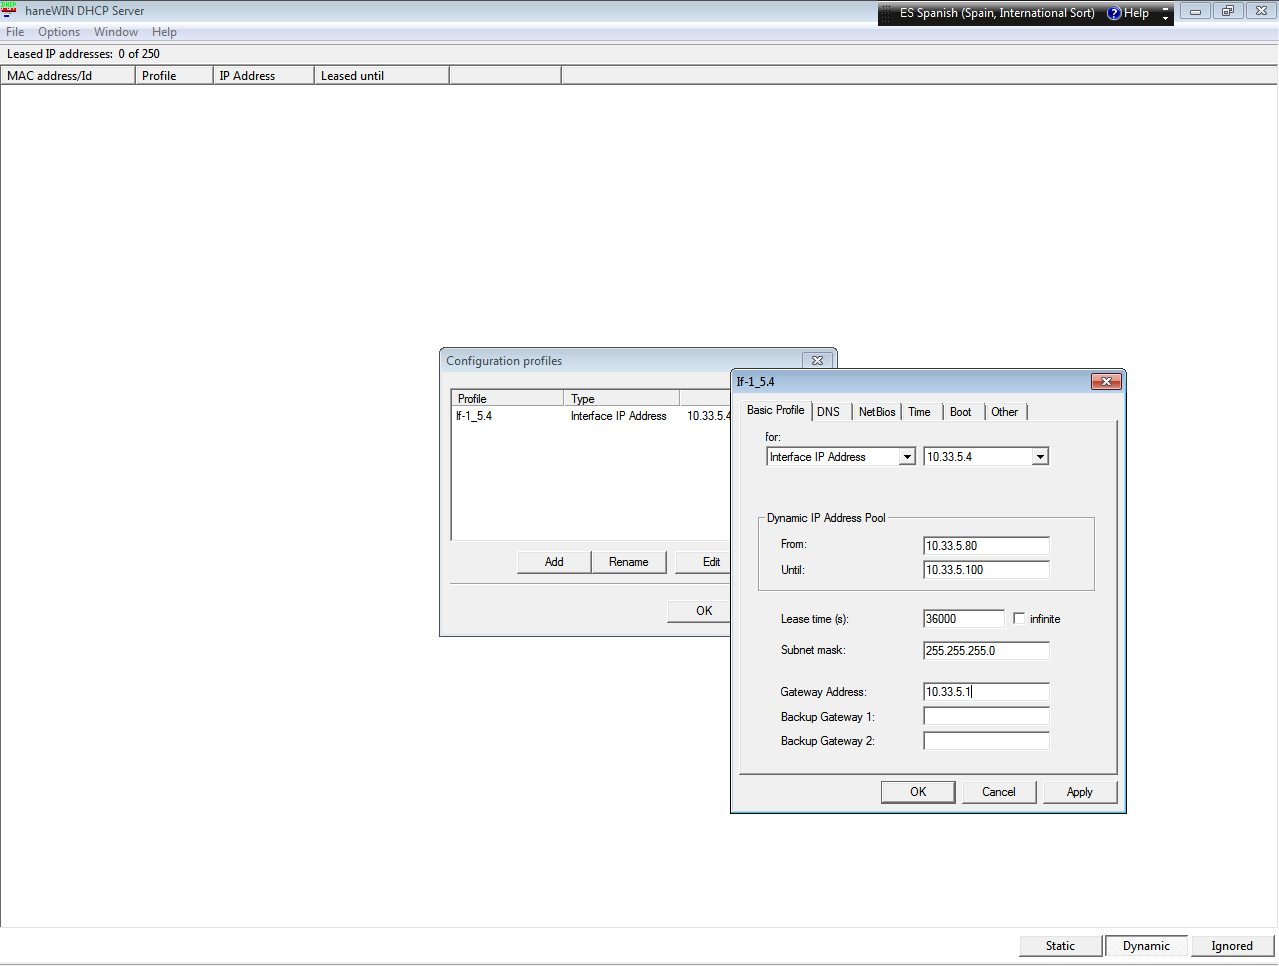 haneWIN DHCP Server
ES Spanish (Spain, International Sort) Help
File Options Window Help
Leased IP addresses: 0 of 250
MAC address/Id Profile IP Address Leased until
Configuration profiles
Profile Type
If-1_5.4 Interface IP Address 10.33.5.4
Add Rename Edit
OK
If-1_5.4
Basic Profile DNS NetBios Time Boot Other
for:
Interface IP Address 10.33.5.4
Dynamic IP Address Pool
From: 10.33.5.80
Until: 10.33.5.100
Lease time (s): 36000 infinite
Subnet mask: 255.255.255.0
Gateway Address: 10.33.5.1
Backup Gateway 1:
Backup Gateway 2:
OK Cancel Apply
Static Dynamic Ignored